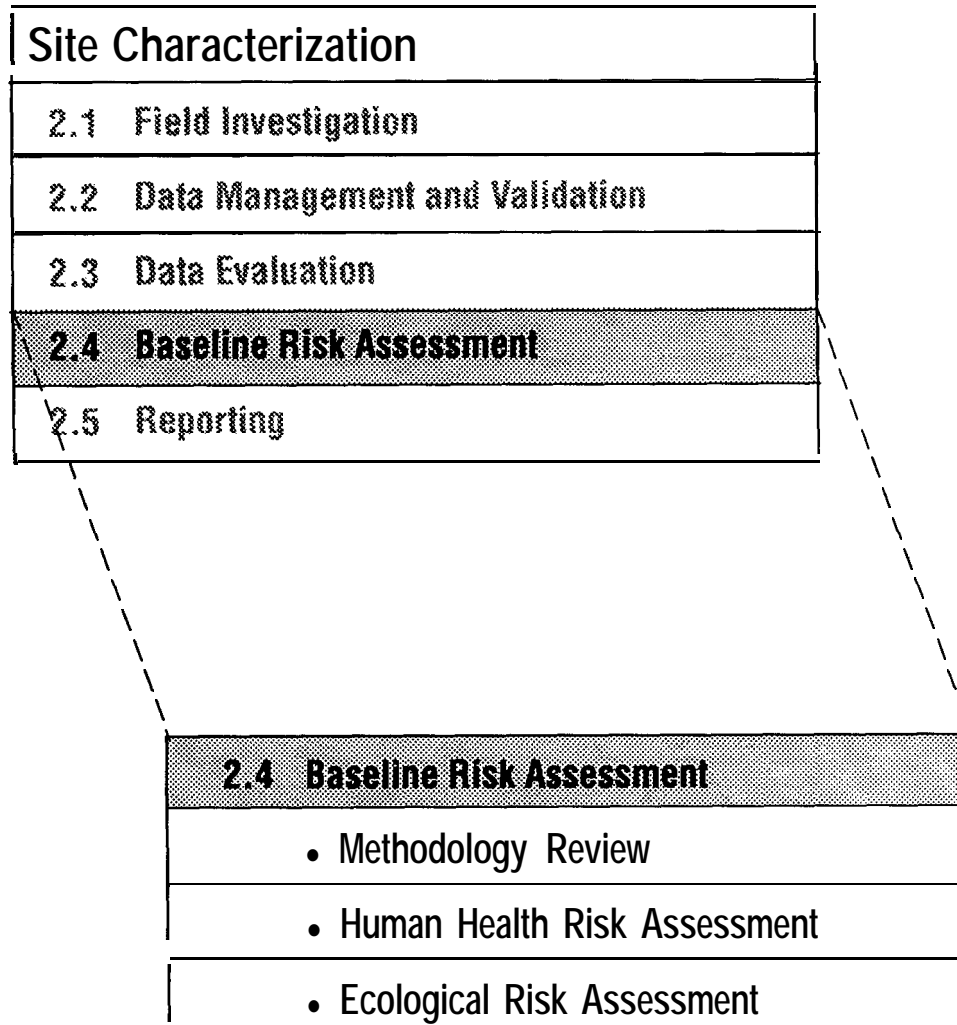 Site Characterization
2.1 Field Investigation
2.2 Data Management and Validation
2.3 Data Evaluation
2.4 Baseline Risk Assessment
2.5 Reporting
2.4 Baseline Risk Assessment
• Methodology Review
• Human Health Risk Assessment
• Ecological Risk Assessment